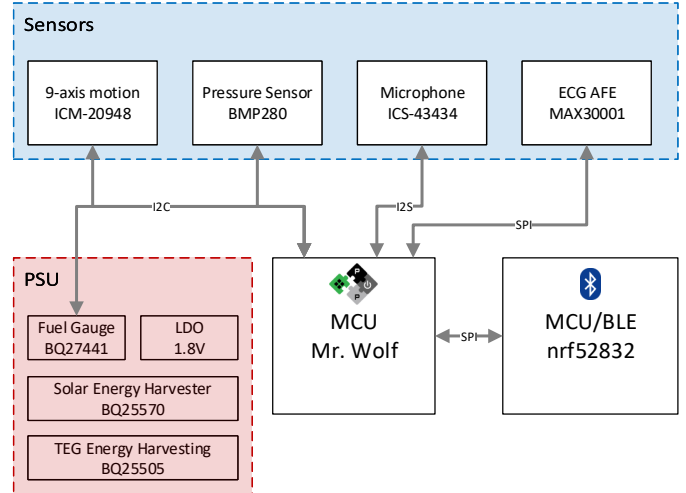 Sensors
9-axis motion
ICM-20948
Pressure Sensor
BMP280
Microphone
ICS-43434
ECG AFE
MAX30001
I2C
I2S
SPI
PSU
Fuel Gauge
BQ27441
LDO
1.8V
Solar Energy Harvester
BQ25570
TEG Energy Harvesting
BQ25505
P
P
MCU
Mr. Wolf
SPI
MCU/BLE
nrf52832